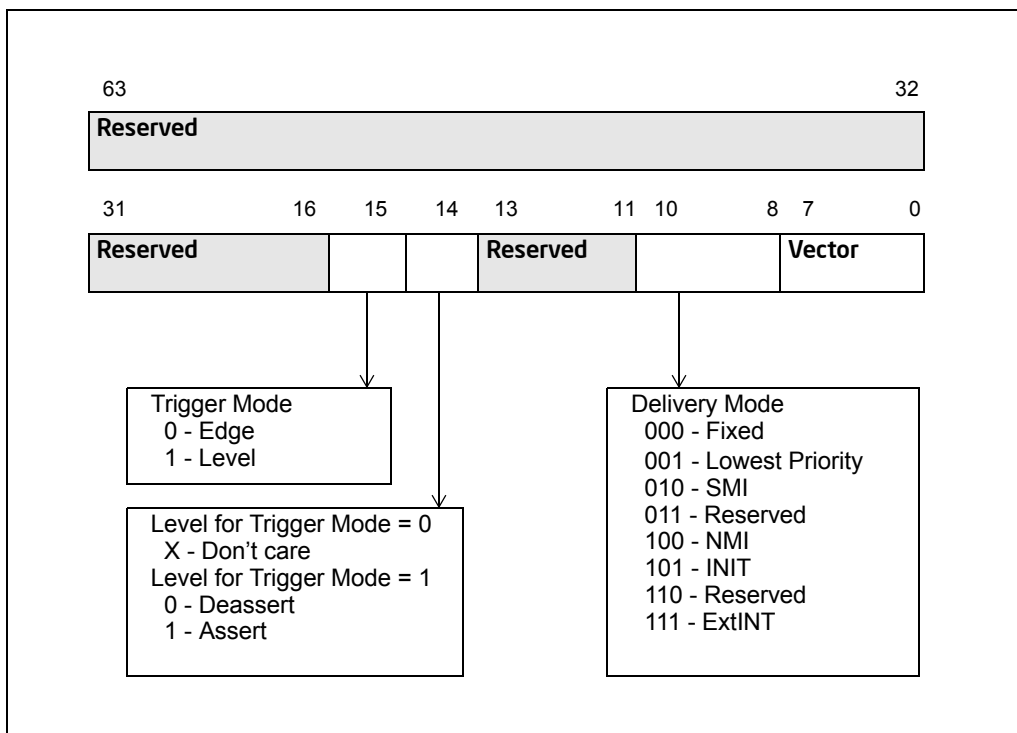 63 32
Reserved
31 16 15 14 13 11 10 8 7 0
Reserved Reserved Vector
Trigger Mode
0 - Edge
1 - Level
Level for Trigger Mode = 0
X - Don't care
Level for Trigger Mode = 1
0 - Deassert
1 - Assert
Delivery Mode
000 - Fixed
001 - Lowest Priority
010 - SMI
011 - Reserved
100 - NMI
101 - INIT
110 - Reserved
111 - ExtINT